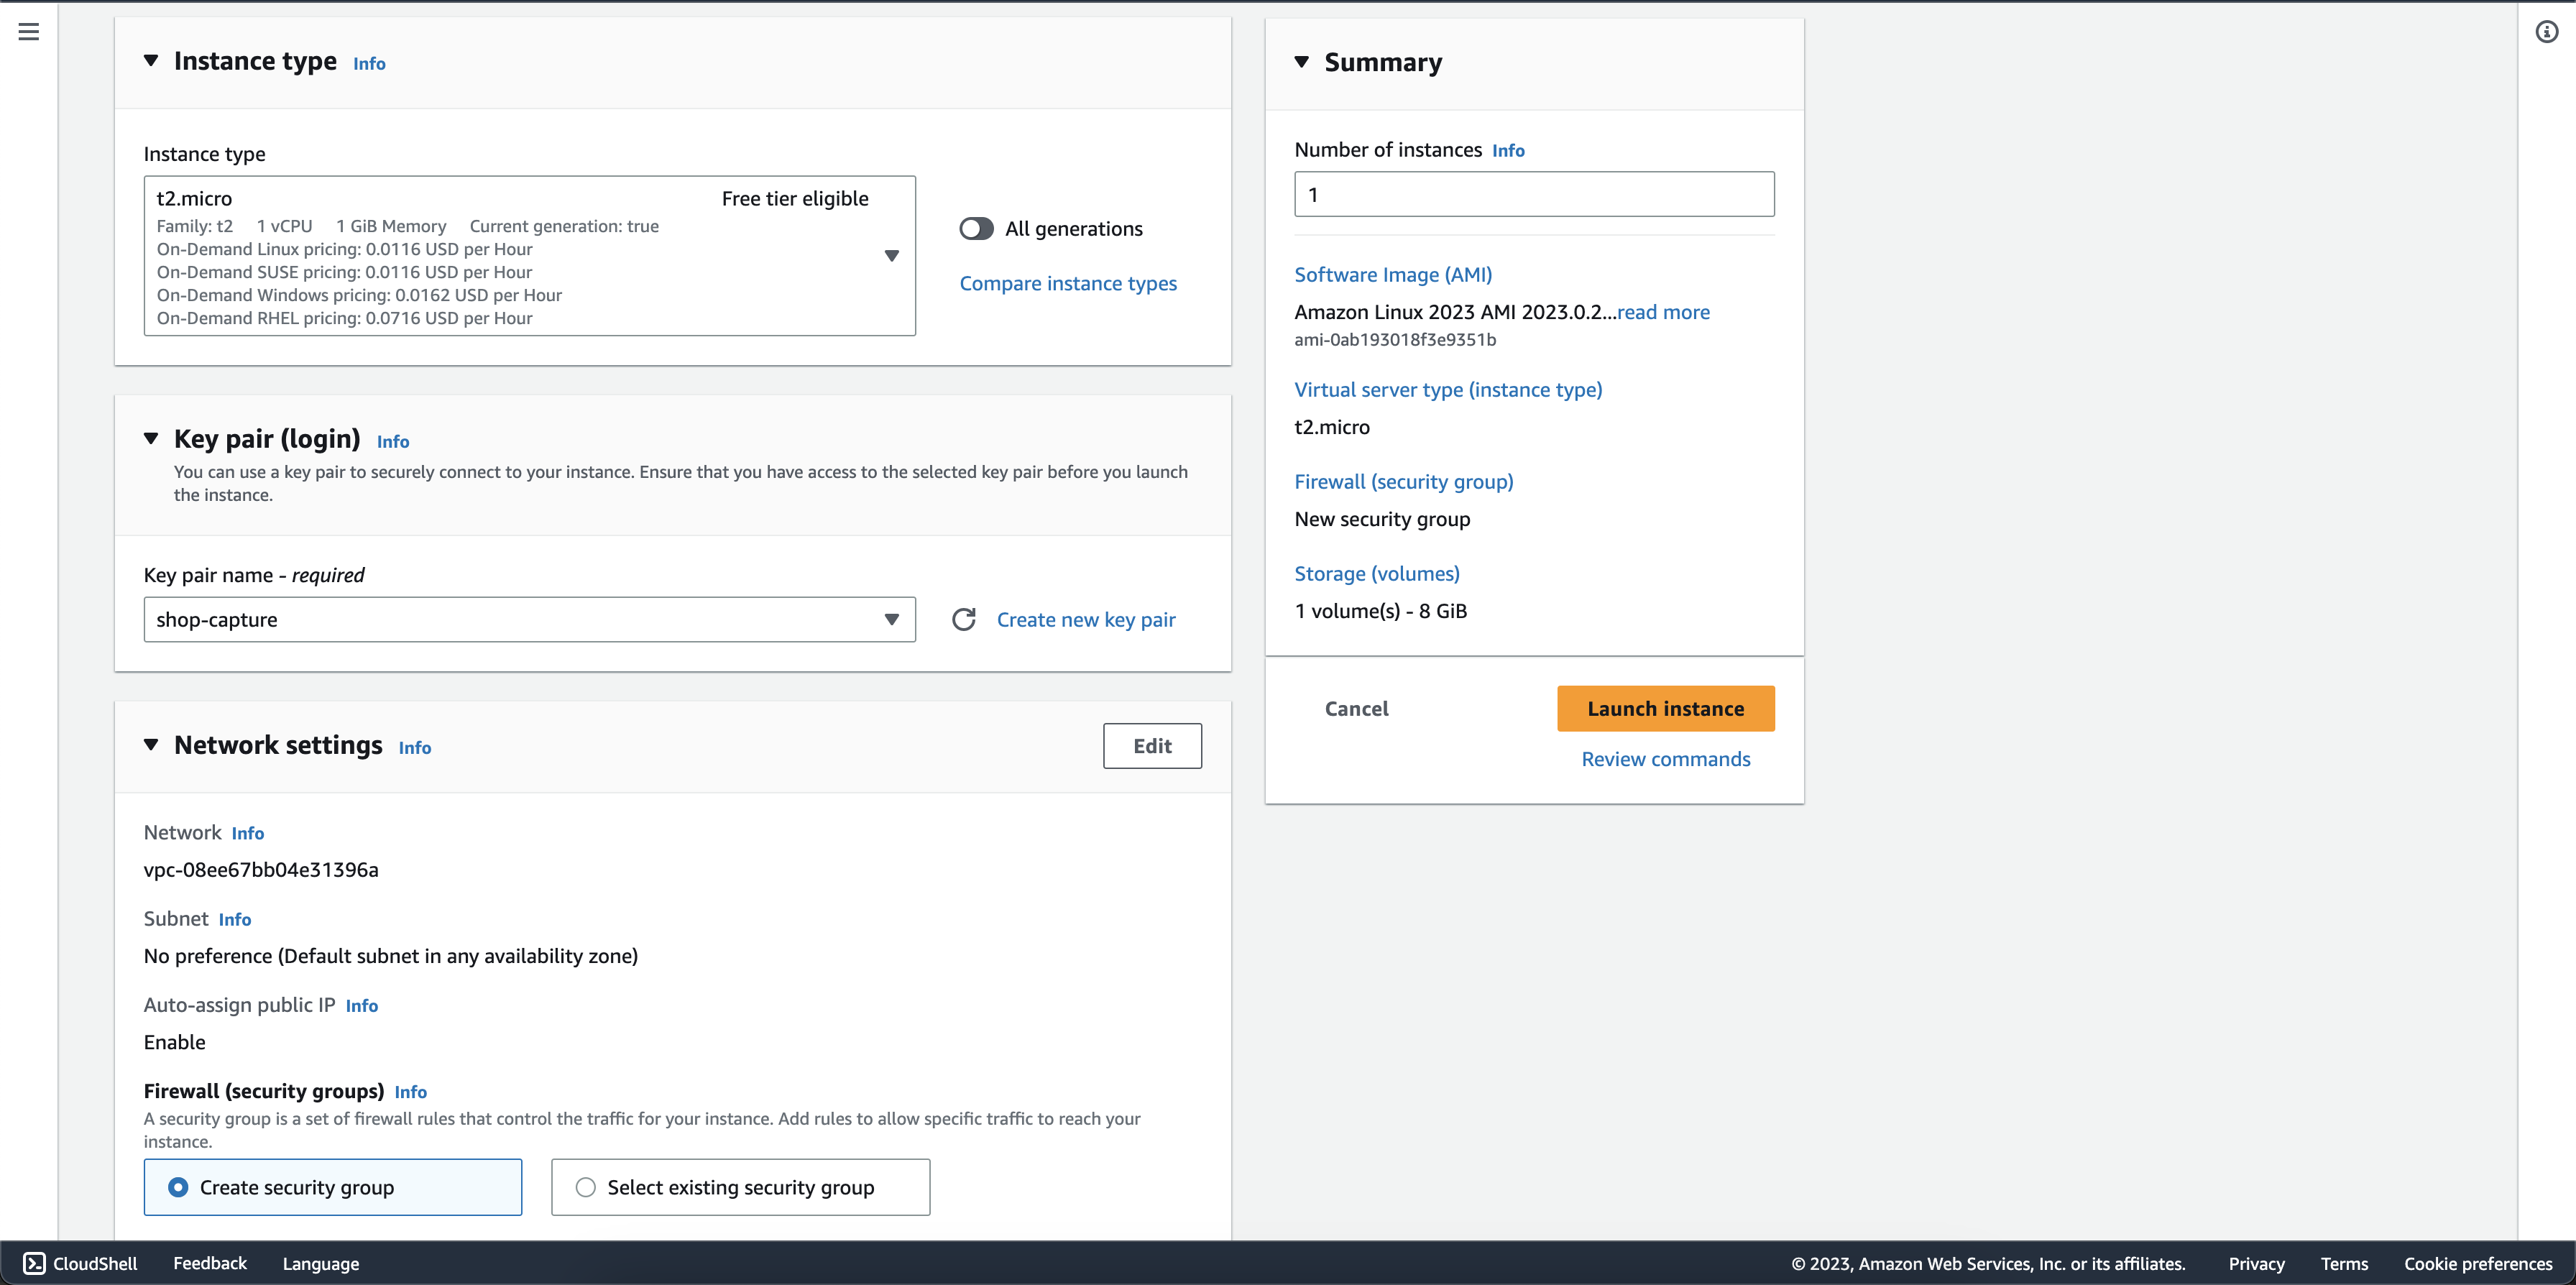 Instance type Info
Instance type
t2.micro Free tier eligible
Family: t2 1 vCPU 1 GiB Memory Current generation: true
On-Demand Linux pricing: 0.0116 USD per Hour
On-Demand SUSE pricing: 0.0116 USD per Hour
On-Demand Windows pricing: 0.0162 USD per Hour
On-Demand RHEL pricing: 0.0716 USD per Hour
All generations
Compare instance types
Key pair (login) Info
You can use a key pair to securely connect to your instance. Ensure that you have access to the selected key pair before you launch
the instance.
Key pair name - required
shop-capture
Create new key pair
Network settings Info
Edit
Network Info
vpc-08ee67bb04e31396a
Subnet Info
No preference (Default subnet in any availability zone)
Auto-assign public IP Info
Enable
Firewall (security groups) Info
A security group is a set of firewall rules that control the traffic for your instance. Add rules to allow specific traffic to reach your
instance.
Create security group
Select existing security group
Summary
Number of instances Info
1
Software Image (AMI)
Amazon Linux 2023 AMI 2023.0.2...read more
ami-0ab193018f3e9351b
Virtual server type (instance type)
t2.micro
Firewall (security group)
New security group
Storage (volumes)
1 volume(s) - 8 GiB
Cancel
Launch instance
Review commands
CloudShell Feedback Language
© 2023, Amazon Web Services, Inc. or its affiliates. Privacy Terms Cookie preferences